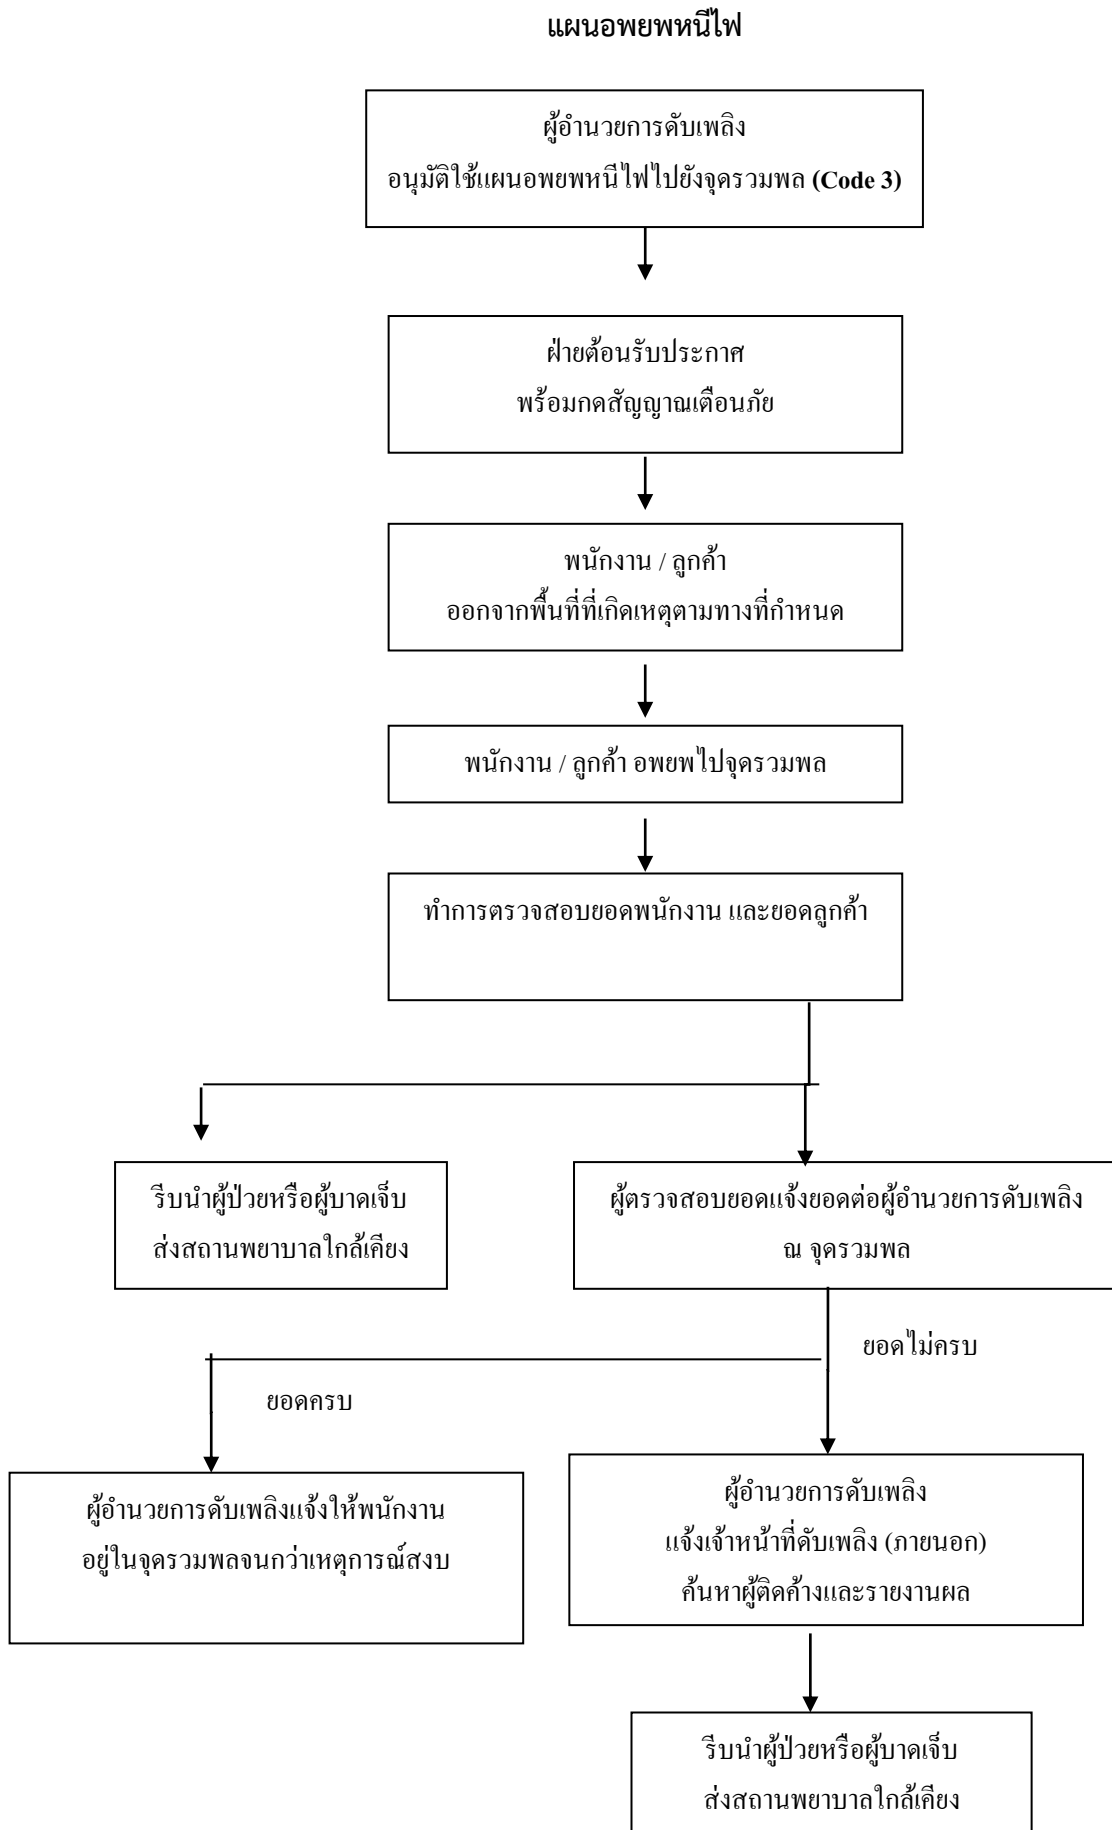 แผนอพยพหนีไฟ
ผู้อำนวยการดับเพลิง
อนุมัติใช้แผนอพยพหนีไฟไปยังจุดรวมพล (Code 3)
ฝ่ายต้อนรับประกาศ
พร้อมกดสัญญาณเตือนภัย
พนักงาน / ลูกค้า
ออกจากพื้นที่ที่เกิดเหตุตามทางที่กำหนด
พนักงาน / ลูกค้า อพยพไปจุดรวมพล
ทำการตรวจสอบยอดพนักงาน และยอดลูกค้า
รีบนำผู้ป่วยหรือผู้บาดเจ็บ
ส่งสถานพยาบาลใกล้เคียง
ผู้ตรวจสอบยอดแจ้งยอดต่อผู้อำนวยการดับเพลิง
ณ จุดรวมพล
ยอดไม่ครบ
ยอดครบ
ผู้อำนวยการดับเพลิงแจ้งให้พนักงาน
อยู่ในจุดรวมพลจนกว่าเหตุการณ์สงบ
ผู้อำนวยการดับเพลิง
แจ้งเจ้าหน้าที่ดับเพลิง (ภายนอก)
ค้นหาผู้ติดค้างและรายงานผล
รีบนำผู้ป่วยหรือผู้บาดเจ็บ
ส่งสถานพยาบาลใกล้เคียง